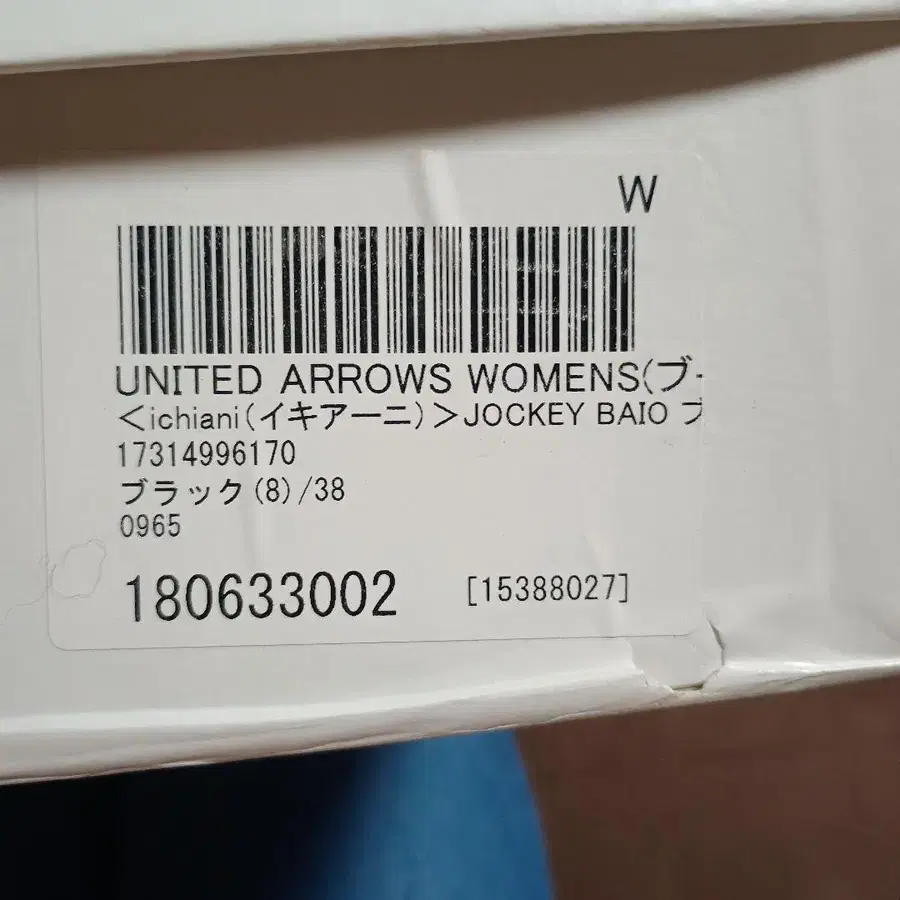 W
UNITED ARROWS WOMENS(ブ-
＜ichiani(イキアーニ)＞JOCKEY BAIO ブ
17314996170
ブラック(8)/38
0965
180633002 [15388027]